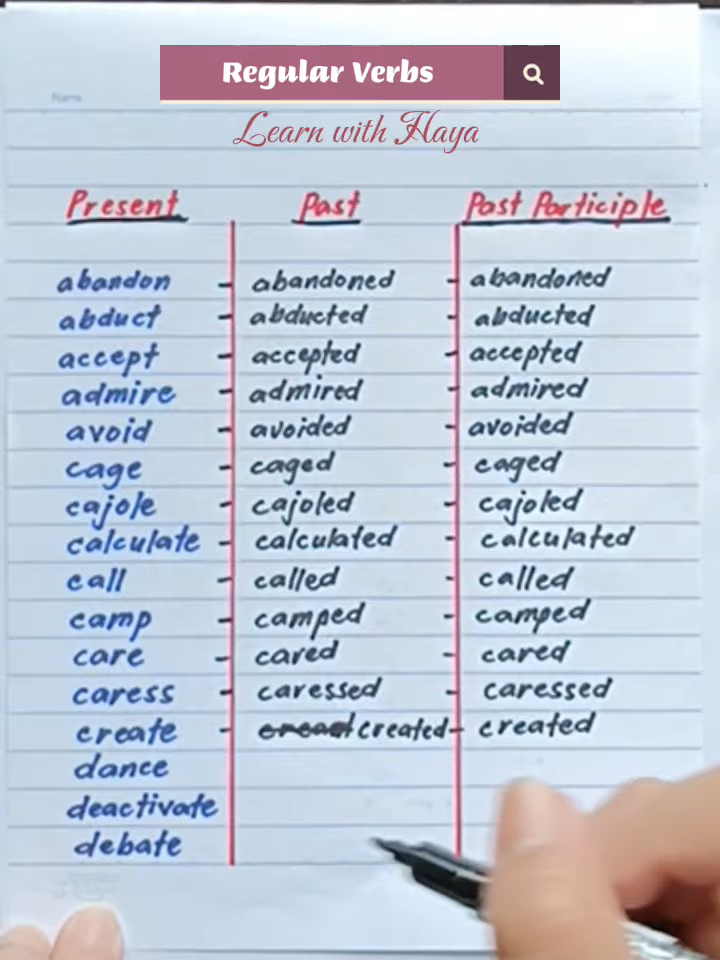 Regular Verbs
Learn with Haya
Name
Present Past Past Participle
abandon - abandoned - abandoned
abduct - abducted - abducted
accept - accepted - accepted
admire - admired - admired
avoid - avoided - avoided
cage - caged - caged
cajole - cajoled - cajoled
calculate - calculated - calculated
call - called - called
camp - camped - camped
care - cared - cared
caress - caressed - caressed
create - created - created
dance
deactivate
debate